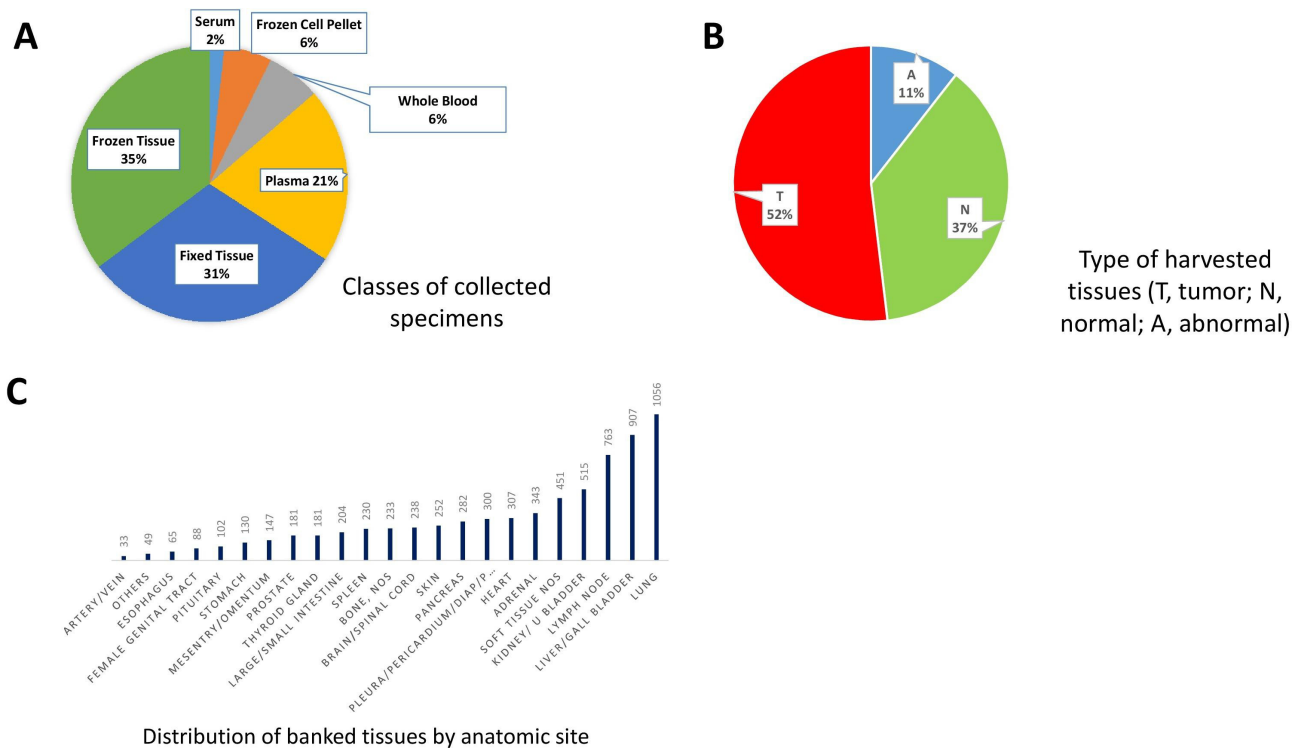 A
Serum
2%
Frozen Cell Pellet
6%
Whole Blood
6%
Frozen Tissue
35%
Plasma 21%
Fixed Tissue
31%
Classes of collected
specimens
B
A
11%
T
52%
N
37%
Type of harvested
tissues (T, tumor; N,
normal; A, abnormal)
C
33
49
65
88
102
130
147
181
181
204
230
233
238
252
282
300
307
343
451
515
763
907
1056
ARTERY/VEIN
OTHERS
ESOPHAGUS
FEMALE GENITAL TRACT
PITUITARY
STOMACH
MESENTRY/OMENTUM
PROSTATE
THYROID GLAND
LARGE/SMALL INTESTINE
SPLEEN
BONE, NOS
BRAIN/SPINAL CORD
SKIN
PANCREAS
PLEURA/PERICARDIUM/DIAP/P...
HEART
ADRENAL
SOFT TISSUE NOS
KIDNEY/ U BLADDER
LYMPH NODE
LIVER/GALL BLADDER
LUNG
Distribution of banked tissues by anatomic site